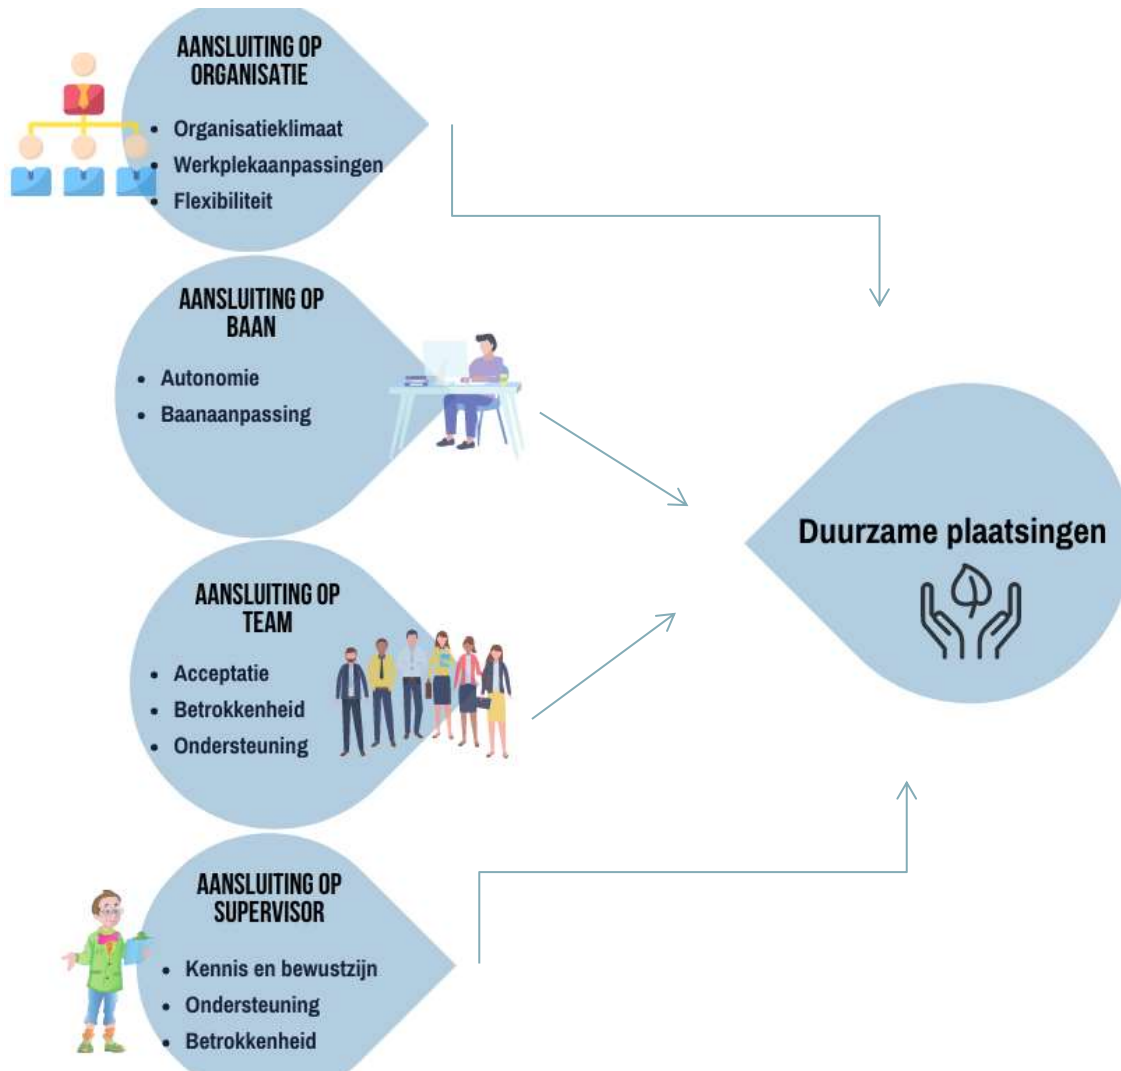 AANSLUITING OP
ORGANISATIE
• Organisatieklimaat
• Werkplekaanpassingen
• Flexibiliteit
AANSLUITING OP
BAAN
• Autonomie
• Baanaanpassing
AANSLUITING OP
TEAM
• Acceptatie
• Betrokkenheid
• Ondersteuning
AANSLUITING OP
SUPERVISOR
• Kennis en bewustzijn
• Ondersteuning
• Betrokkenheid
Duurzame plaatsingen